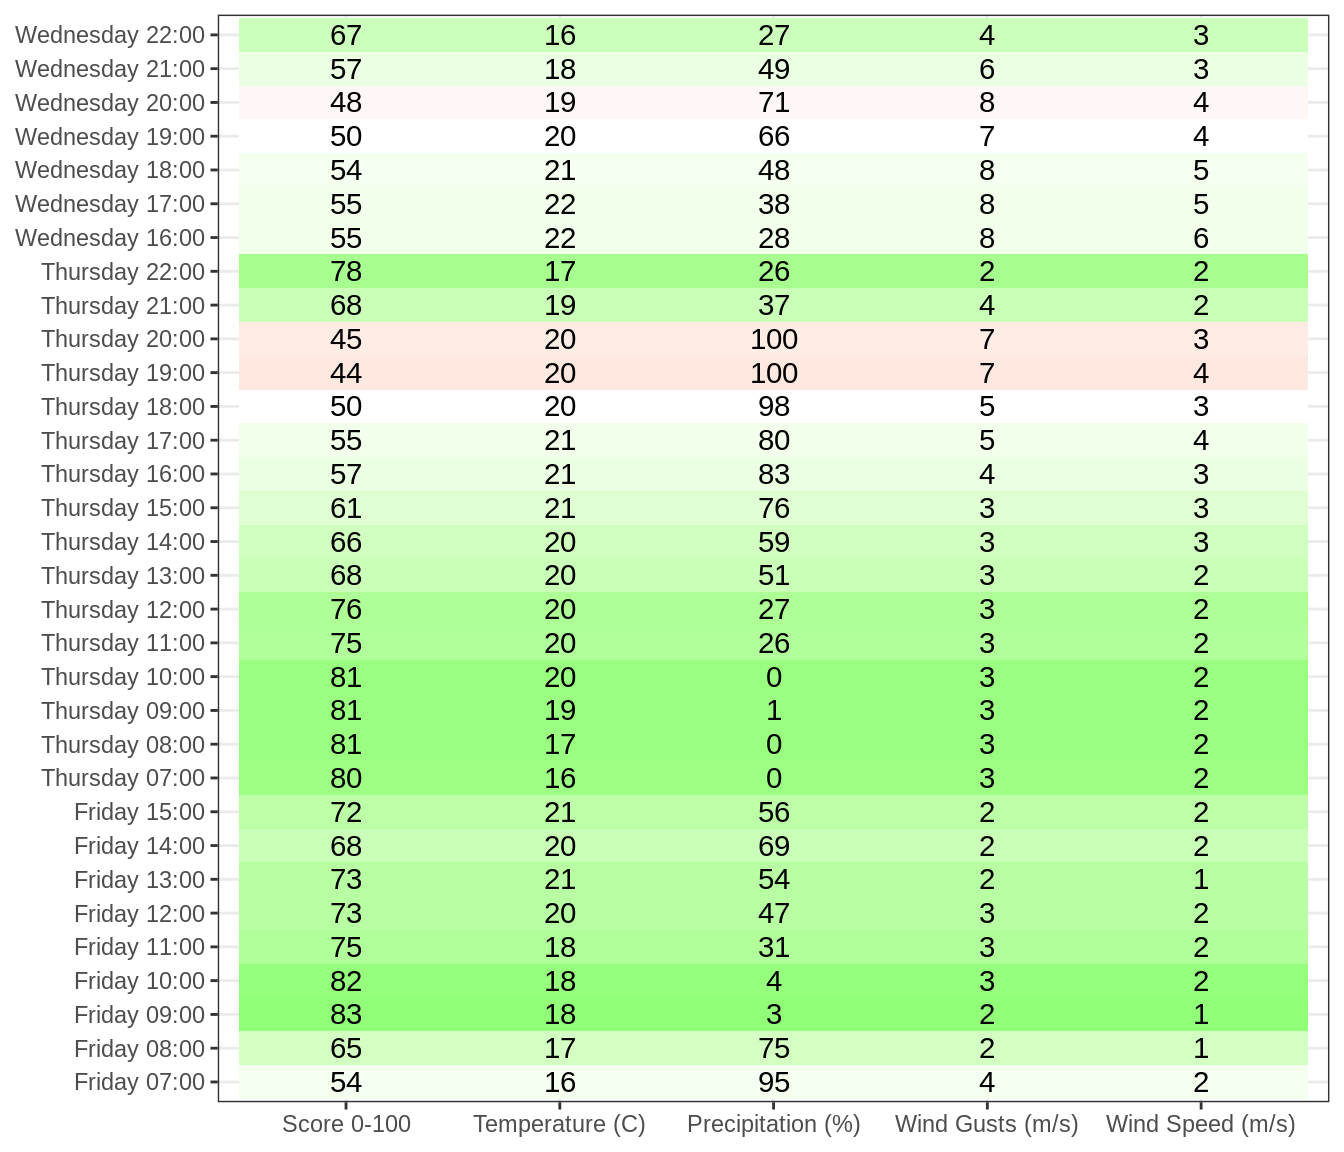 Wednesday 22:00 67 16 27 4 3
Wednesday 21:00 57 18 49 6 3
Wednesday 20:00 48 19 71 8 4
Wednesday 19:00 50 20 66 7 4
Wednesday 18:00 54 21 48 8 5
Wednesday 17:00 55 22 38 8 5
Wednesday 16:00 55 22 28 8 6
Thursday 22:00 78 17 26 2 2
Thursday 21:00 68 19 37 4 2
Thursday 20:00 45 20 100 7 3
Thursday 19:00 44 20 100 7 4
Thursday 18:00 50 20 98 5 3
Thursday 17:00 55 21 80 5 4
Thursday 16:00 57 21 83 4 3
Thursday 15:00 61 21 76 3 3
Thursday 14:00 66 20 59 3 3
Thursday 13:00 68 20 51 3 2
Thursday 12:00 76 20 27 3 2
Thursday 11:00 75 20 26 3 2
Thursday 10:00 81 20 0 3 2
Thursday 09:00 81 19 1 3 2
Thursday 08:00 81 17 0 3 2
Thursday 07:00 80 16 0 3 2
Friday 15:00 72 21 56 2 2
Friday 14:00 68 20 69 2 2
Friday 13:00 73 21 54 2 1
Friday 12:00 73 20 47 3 2
Friday 11:00 75 18 31 3 2
Friday 10:00 82 18 4 3 2
Friday 09:00 83 18 3 2 1
Friday 08:00 65 17 75 2 1
Friday 07:00 54 16 95 4 2
Score 0-100 Temperature (C) Precipitation (%) Wind Gusts (m/s) Wind Speed (m/s)